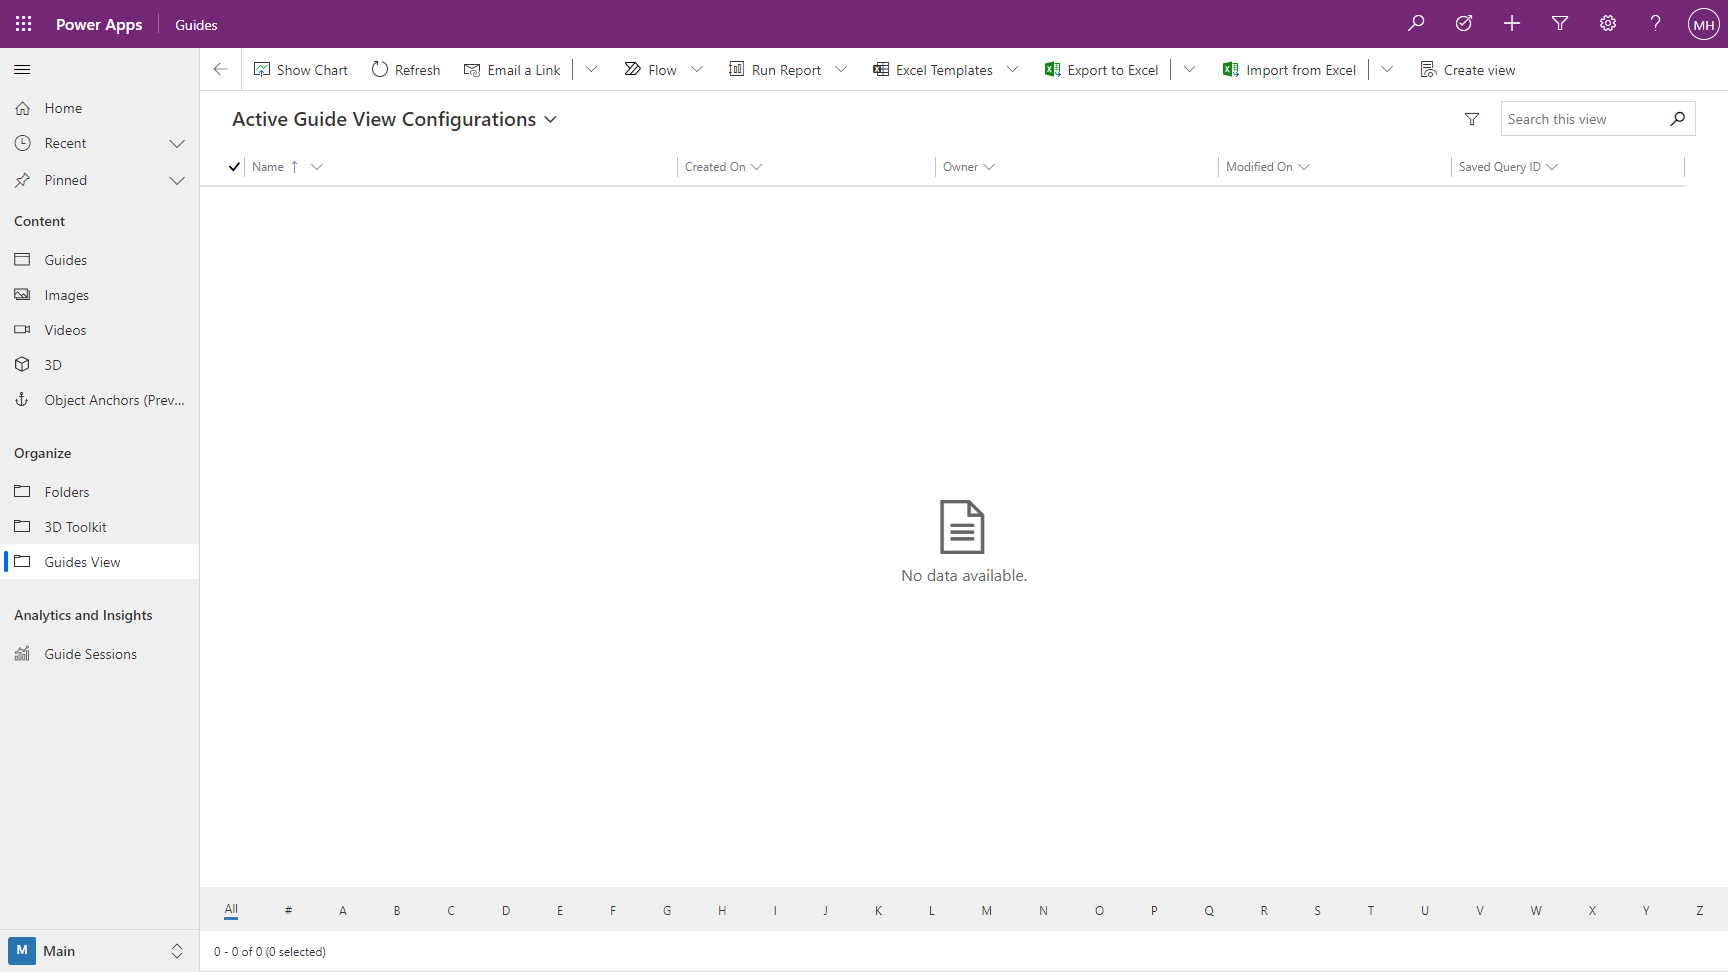 Power Apps Guides MH
Show Chart Refresh Email a Link Flow Run Report Excel Templates Export to Excel Import from Excel Create view
Home
Recent
Pinned
Content
Guides
Images
Videos
3D
Object Anchors (Prev...
Organize
Folders
3D Toolkit
Guides View
Analytics and Insights
Guide Sessions
M Main
Active Guide View Configurations Search this view
Name Created On Owner Modified On Saved Query ID
No data available.
All # A B C D E F G H I J K L M N O P Q R S T U V W X Y Z
0 - 0 of 0 (0 selected)